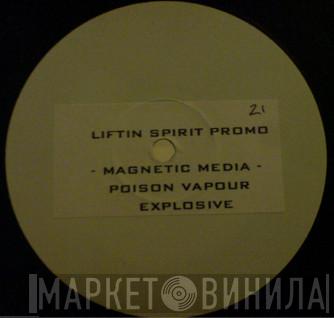 21
LIFTIN SPIRIT PROMO
- MAGNETIC MEDIA -
POISON VAPOUR
EXPLOSIVE
МАРКЕТ ВИНИЛА